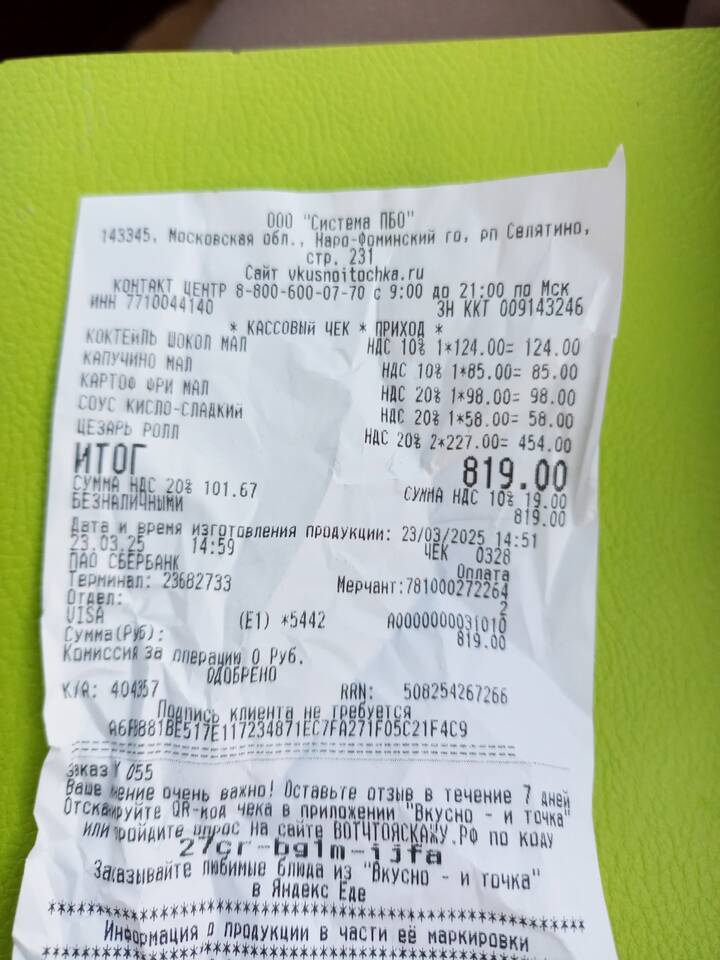 ООО "Система ПБО"
143345, Московская обл., Наро-Фоминский го, рп Селятино,
стр. 231
Сайт vkusnoitochka.ru
КОНТАКТ ЦЕНТР 8-800-600-07-70 с 9:00 до 21:00 по Мск
ИНН 7710044140 ЗН ККТ 009143246
* КАССОВЫЙ ЧЕК * ПРИХОД *
КОКТЕЙЛЬ ШОКОЛ МАЛ НДС 10% 1*124.00= 124.00
КАПУЧИНО МАЛ НДС 10% 1*85.00= 85.00
КАРТОФ ФРИ МАЛ НДС 20% 1*98.00= 98.00
СОУС КИСЛО-СЛАДКИЙ НДС 20% 1*58.00= 58.00
ЦЕЗАРЬ РОЛЛ НДС 20% 2*227.00= 454.00
ИТОГ 819.00
СУММА НДС 20% 101.67 СУММА НДС 10% 19.00
БЕЗНАЛИЧНЫМИ 819.00
Дата и время изготовления продукции: 23/03/2025 14:51
23.03.25 14:59 ЧЕК 0328
ПАО СБЕРБАНК Оплата
Терминал: 23682733 Мерчант:781000272264
Отдел: 2
VISA (E1) *5442 A0000000031010
Сумма(Руб): 819.00
Комиссия за операцию 0 Руб.
ОДОБРЕНО
К/А: 404357 RRN: 508254267266
Подпись клиента не требуется
A6FB881BE517E117234871EC7FA271F05C21F4C9
Заказ Y 055
Ваше мнение очень важно! Оставьте отзыв в течение 7 дней
Отсканируйте QR-код чека в приложении "Вкусно - и точка"
или пройдите опрос на сайте ВОТЧТОЯСКАЖУ.РФ по коду
27cr-bg1m-ijfa
Заказывайте любимые блюда из "Вкусно - и точка"
в Яндекс Еде
Информация о продукции в части её маркировки